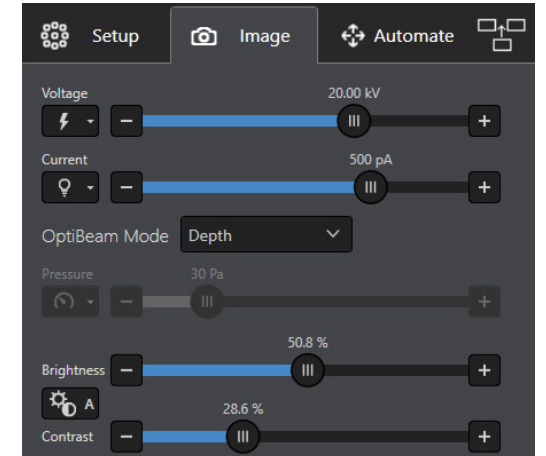 Setup Image Automate
Voltage 20.00 kV
Current 500 pA
OptiBeam Mode Depth
Pressure 30 Pa
50.8 %
Brightness
A
28.6 %
Contrast